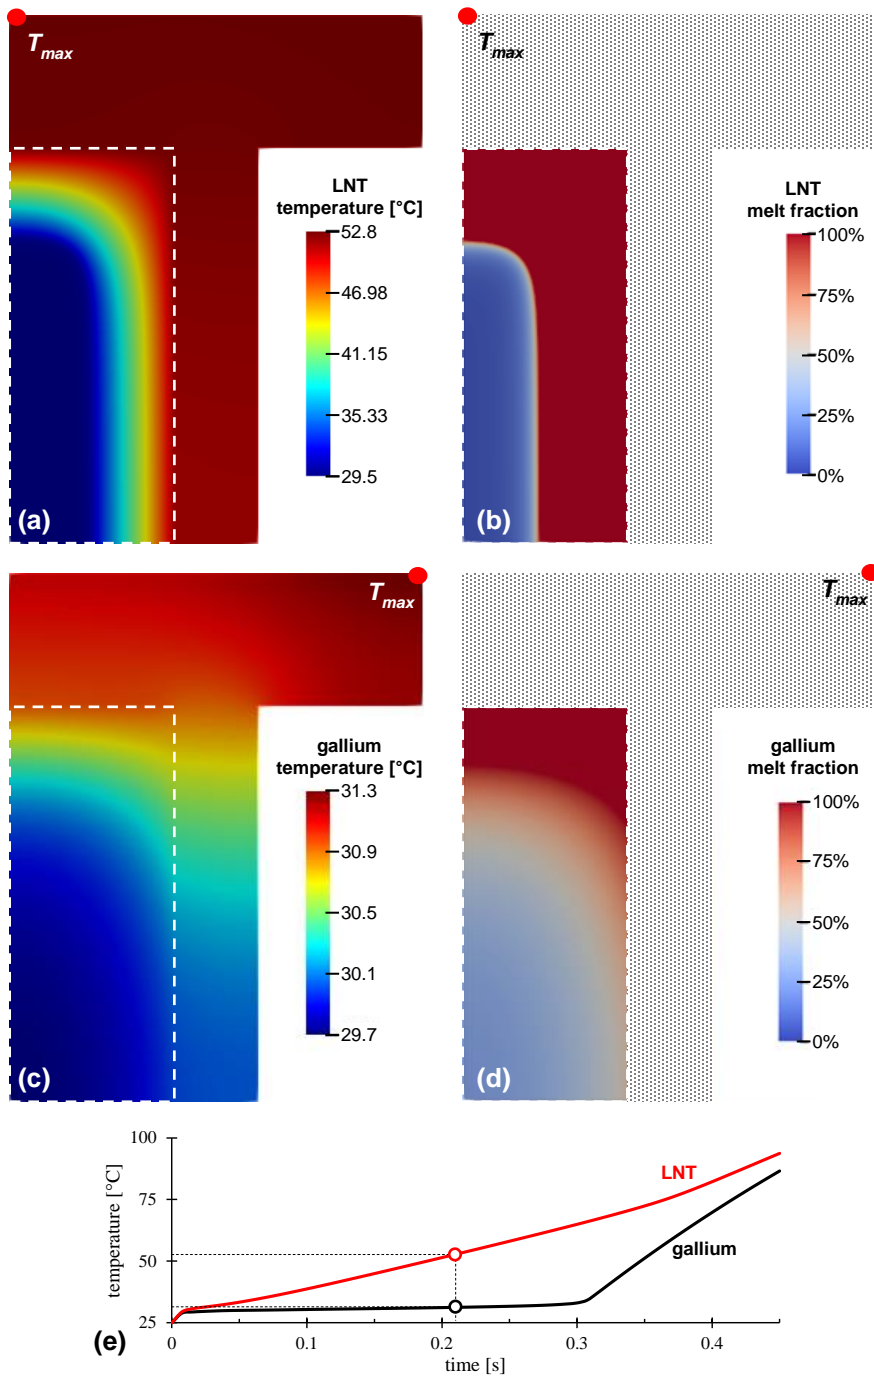 T_max
T_max
LNT
temperature [°C]
52.8
46.98
41.15
35.33
29.5
(a)
LNT
melt fraction
100%
75%
50%
25%
0%
(b)
T_max
T_max
gallium
temperature [°C]
31.3
30.9
30.5
30.1
29.7
(c)
gallium
melt fraction
100%
75%
50%
25%
0%
(d)
100
75
50
25
temperature [°C]
LNT
gallium
0
0.1
0.2
0.3
0.4
time [s]
(e)